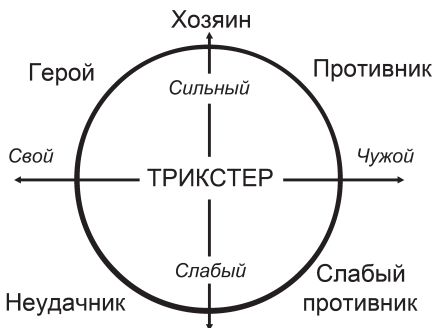 Хозяин
Герой
Противник
Сильный
Свой
Чужой
ТРИКСТЕР
Слабый
Неудачник
Слабый
противник